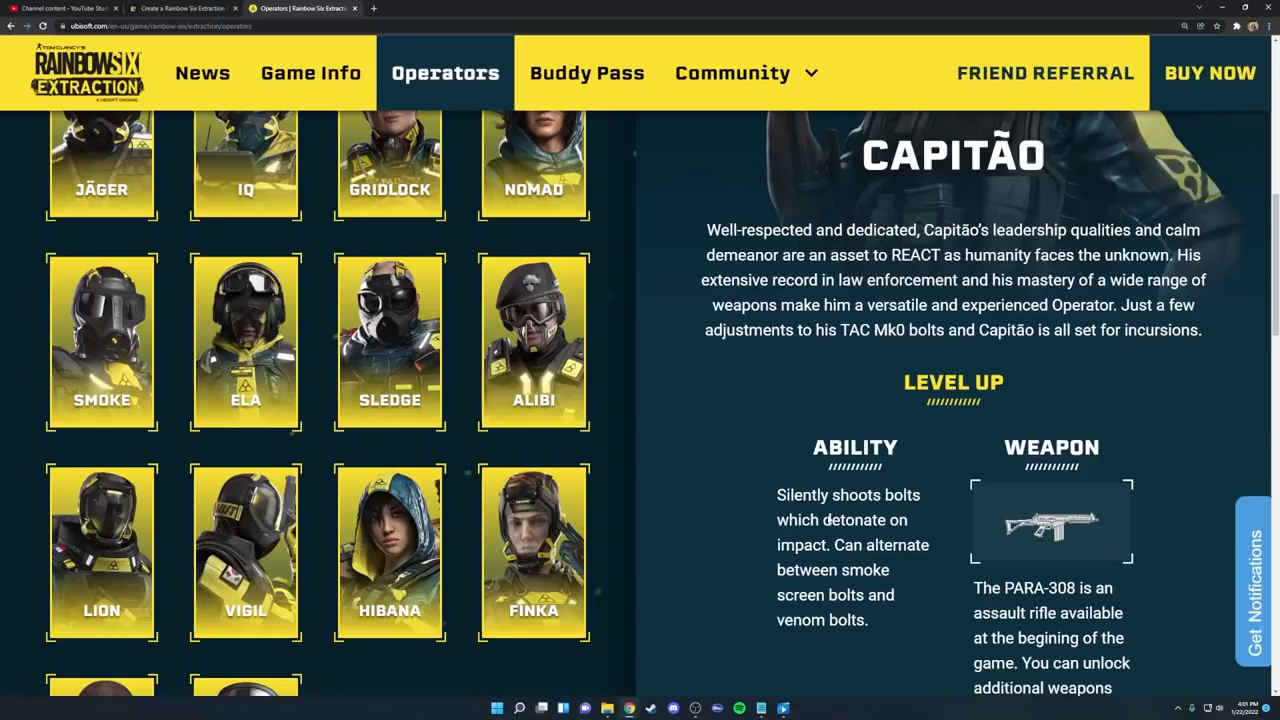 Channel content - YouTube Stud
Create a Rainbow Six Extraction
Operators | Rainbow Six Extracti
ubisoft.com/en-us/game/rainbow-six/extraction/operators
TOM CLANCY'S
RAINBOWSIX
EXTRACTION
A UBISOFT ORIGINAL
News
Game Info
Operators
Buddy Pass
Community
FRIEND REFERRAL
BUY NOW
JÄGER
IQ
GRIDLOCK
NOMAD
SMOKE
ELA
SLEDGE
ALIBI
LION
VIGIL
HIBANA
FINKA
CAPITÃO
Well-respected and dedicated, Capitão's leadership qualities and calm
demeanor are an asset to REACT as humanity faces the unknown. His
extensive record in law enforcement and his mastery of a wide range of
weapons make him a versatile and experienced Operator. Just a few
adjustments to his TAC Mk0 bolts and Capitão is all set for incursions.
LEVEL UP
ABILITY
Silently shoots bolts
which detonate on
impact. Can alternate
between smoke
screen bolts and
venom bolts.
WEAPON
The PARA-308 is an
assault rifle available
at the begining of the
game. You can unlock
additional weapons
Get Notifications
4:01 PM
1/22/2022